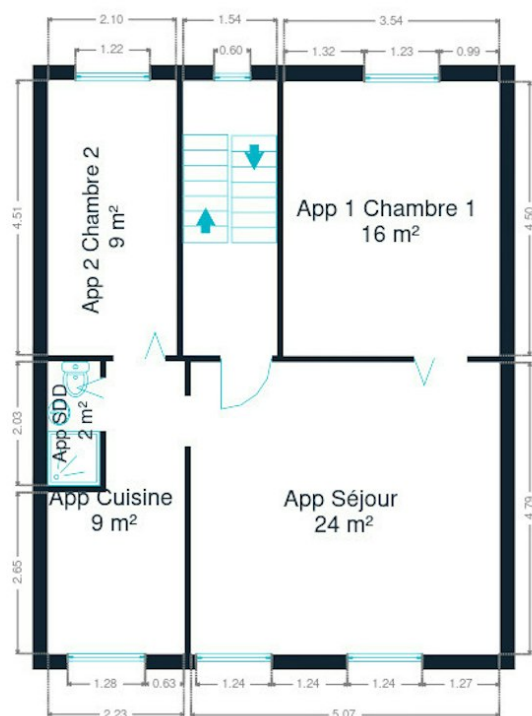 2.10
1.54
3.54
1.22
0.60
1.32
1.23
0.99
4.51
4.50
App 2 Chambre 2
9 m²
App 1 Chambre 1
16 m²
2.03
App SDD
2 m²
App Cuisine
9 m²
App Séjour
24 m²
2.65
4.79
1.28
0.63
1.24
1.24
1.24
1.27
2.23
5.07